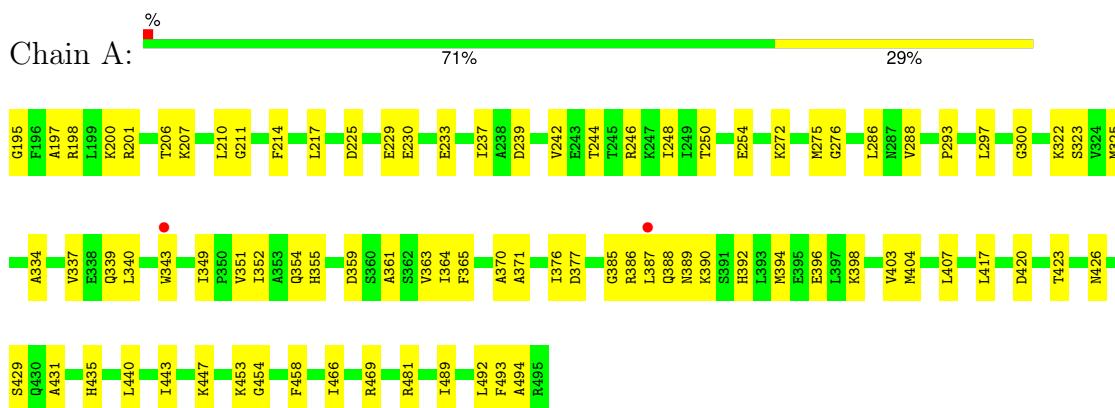 %
Chain A:
71% 29%
G195 F196 A197 R198 L199 K200 R201 T206 K207 L210 G211 F214 L217 D225 E229 E230 E233 I237 A238 D239 V242 E243 T244 T245 R246 K247 I248 I249 T250 E254 K272 M275 G276 L286 N287 V288 P293 L297 G300 K322 S323 V324 M325
A334 V337 E338 Q339 L340 W343 I349 P350 V351 I352 A353 Q354 H355 D359 S360 A361 S362 V363 I364 F365 A370 A371 I376 D377 G385 R386 L387 Q388 N389 K390 S391 H392 L393 M394 E395 E396 L397 K398 V403 M404 L407 L417 D420 T423 N426
S429 Q430 A431 H435 L440 I443 K447 K453 G454 F458 I466 R469 R481 I489 L492 F493 A494 R495